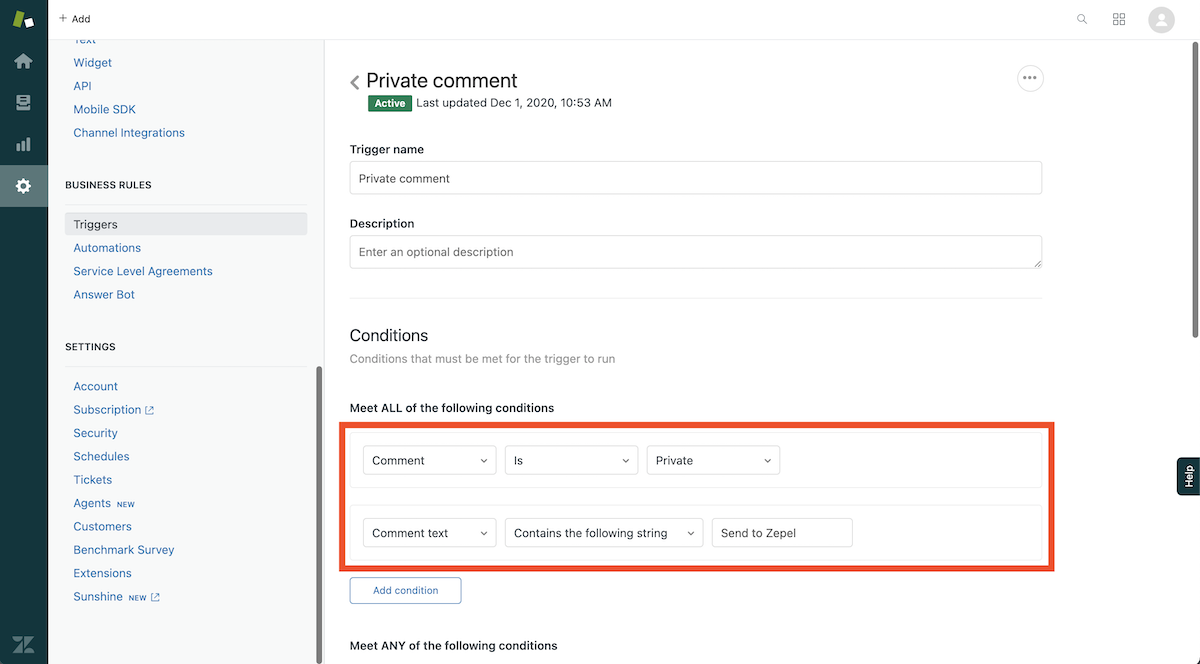 + Add
Text
Widget
API
Mobile SDK
Channel Integrations
BUSINESS RULES
Triggers
Automations
Service Level Agreements
Answer Bot
SETTINGS
Account
Subscription
Security
Schedules
Tickets
Agents NEW
Customers
Benchmark Survey
Extensions
Sunshine NEW
Private comment
Active Last updated Dec 1, 2020, 10:53 AM
Trigger name
Private comment
Description
Enter an optional description
Conditions
Conditions that must be met for the trigger to run
Meet ALL of the following conditions
Comment Is Private
Comment text Contains the following string Send to Zepel
Add condition
Meet ANY of the following conditions
Help